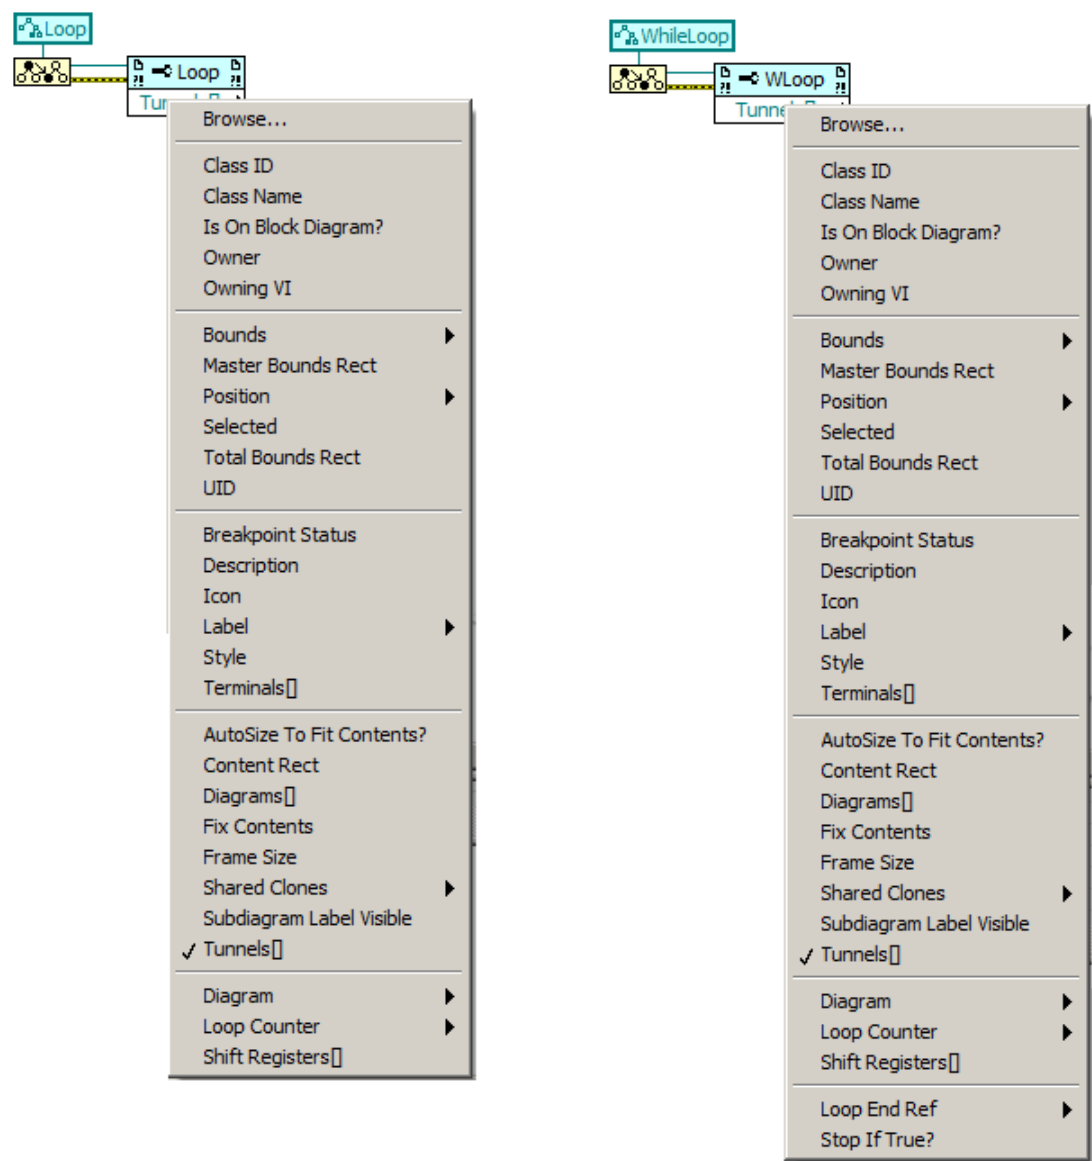 Loop
Loop
Browse...
Class ID
Class Name
Is On Block Diagram?
Owner
Owning VI
Bounds
Master Bounds Rect
Position
Selected
Total Bounds Rect
UID
Breakpoint Status
Description
Icon
Label
Style
Terminals[]
AutoSize To Fit Contents?
Content Rect
Diagrams[]
Fix Contents
Frame Size
Shared Clones
Subdiagram Label Visible
Tunnels[]
Diagram
Loop Counter
Shift Registers[]
WhileLoop
WLoop
Browse...
Class ID
Class Name
Is On Block Diagram?
Owner
Owning VI
Bounds
Master Bounds Rect
Position
Selected
Total Bounds Rect
UID
Breakpoint Status
Description
Icon
Label
Style
Terminals[]
AutoSize To Fit Contents?
Content Rect
Diagrams[]
Fix Contents
Frame Size
Shared Clones
Subdiagram Label Visible
Tunnels[]
Diagram
Loop Counter
Shift Registers[]
Loop End Ref
Stop If True?